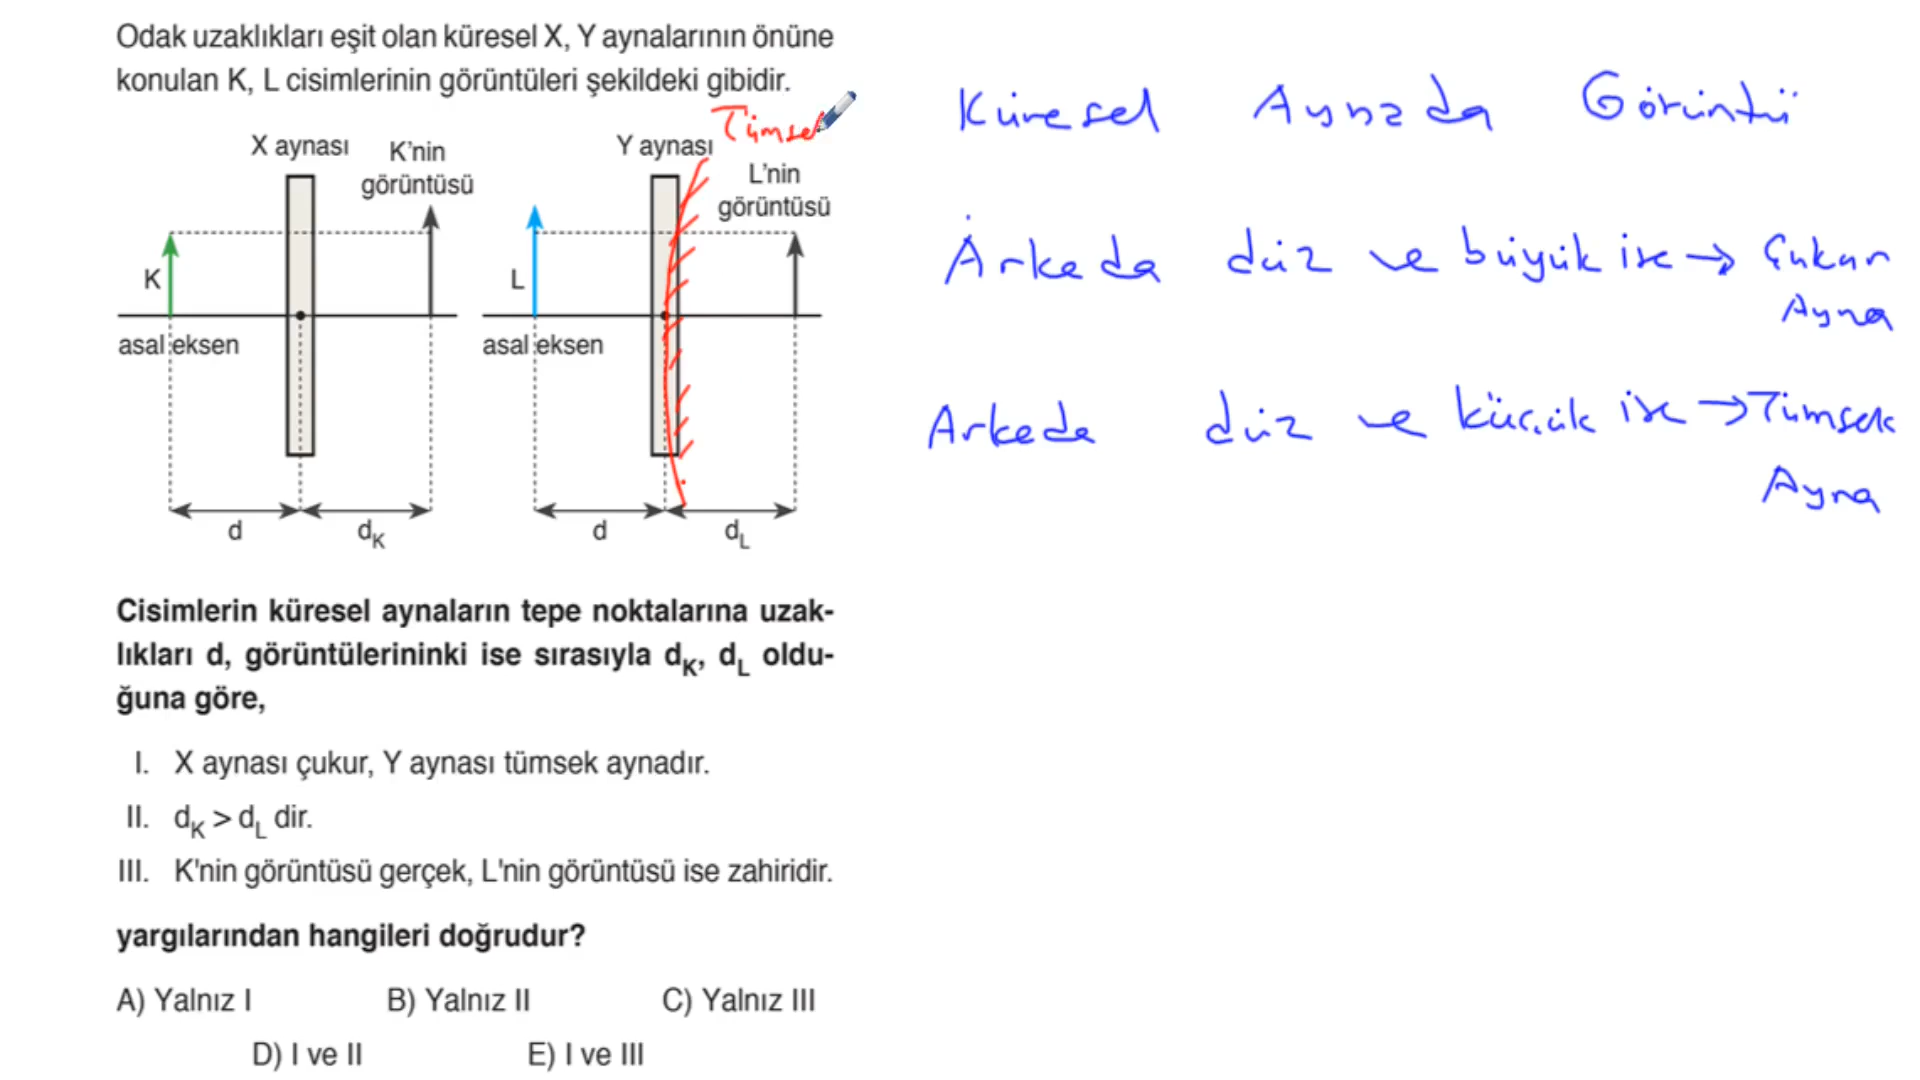 Odak uzaklıkları eşit olan küresel X, Y aynalarının önüne
konulan K, L cisimlerinin görüntüleri şekildeki gibidir.
X aynası
K'nin
görüntüsü
K
asal eksen
d
dK
Y aynası
Tümse
L'nin
görüntüsü
L
asal eksen
d
dL
Cisimlerin küresel aynaların tepe noktalarına uzak-
lıkları d, görüntülerininki ise sırasıyla dK, dL oldu-
ğuna göre,
I. X aynası çukur, Y aynası tümsek aynadır.
II. dK > dL dir.
III. K'nin görüntüsü gerçek, L'nin görüntüsü ise zahiridir.
yargılarından hangileri doğrudur?
A) Yalnız I B) Yalnız II C) Yalnız III
D) I ve II E) I ve III
Küresel Aynada Görüntü
Arkada düz ve büyük ise → Çukur
Ayna
Arkada düz ve küçük ise → Tümsek
Ayna